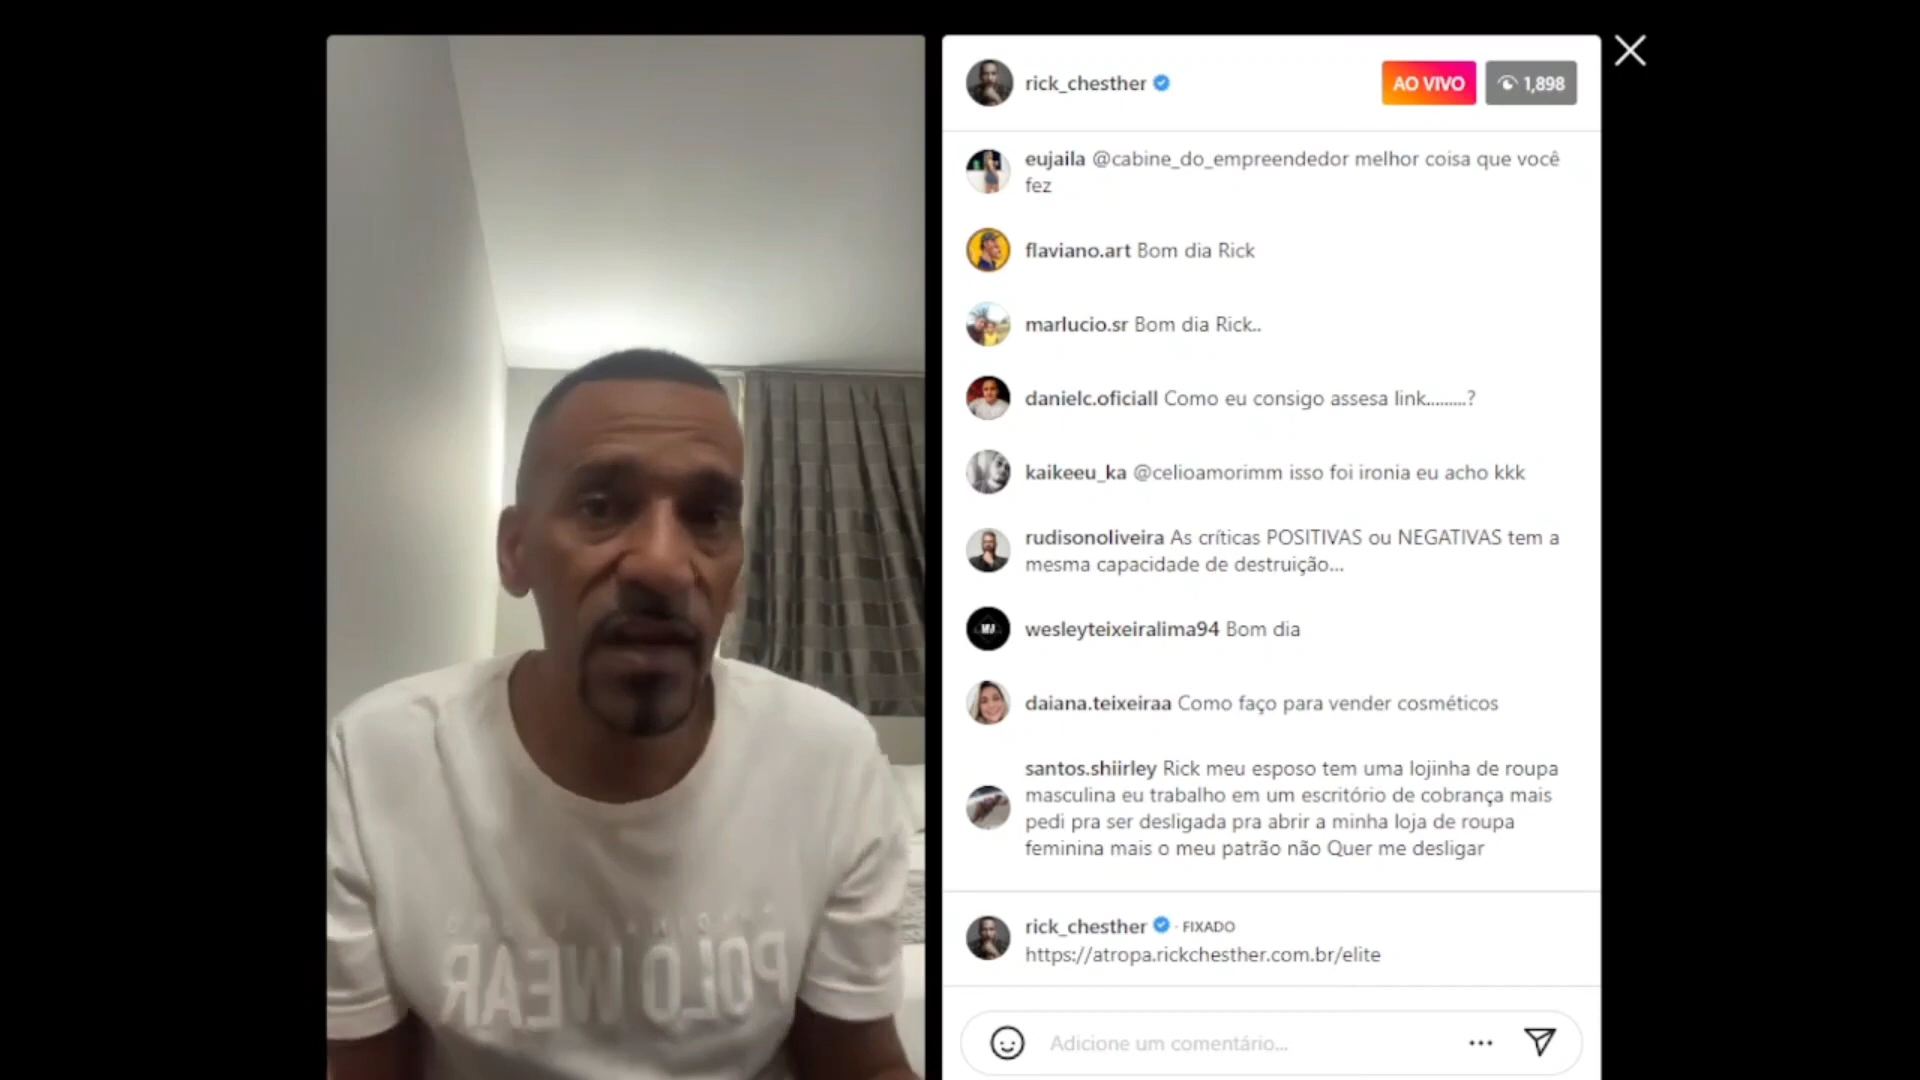 rick_chesther
AO VIVO
1,898
eujaila @cabine_do_empreendedor melhor coisa que você
fez
flaviano.art Bom dia Rick
marlucio.sr Bom dia Rick..
danielc.oficiall Como eu consigo assesa link.........?
kaikeeu_ka @celioamorimm isso foi ironia eu acho kkk
rudisonoliveira As críticas POSITIVAS ou NEGATIVAS tem a
mesma capacidade de destruição...
wesleyteixeiralima94 Bom dia
daiana.teixeiraa Como faço para vender cosméticos
santos.shiirley Rick meu esposo tem uma lojinha de roupa
masculina eu trabalho em um escritório de cobrança mais
pedi pra ser desligada pra abrir a minha loja de roupa
feminina mais o meu patrão não Quer me desligar
rick_chesther · FIXADO
https://atropa.rickchesther.com.br/elite
Adicione um comentário...
POLO WEAR